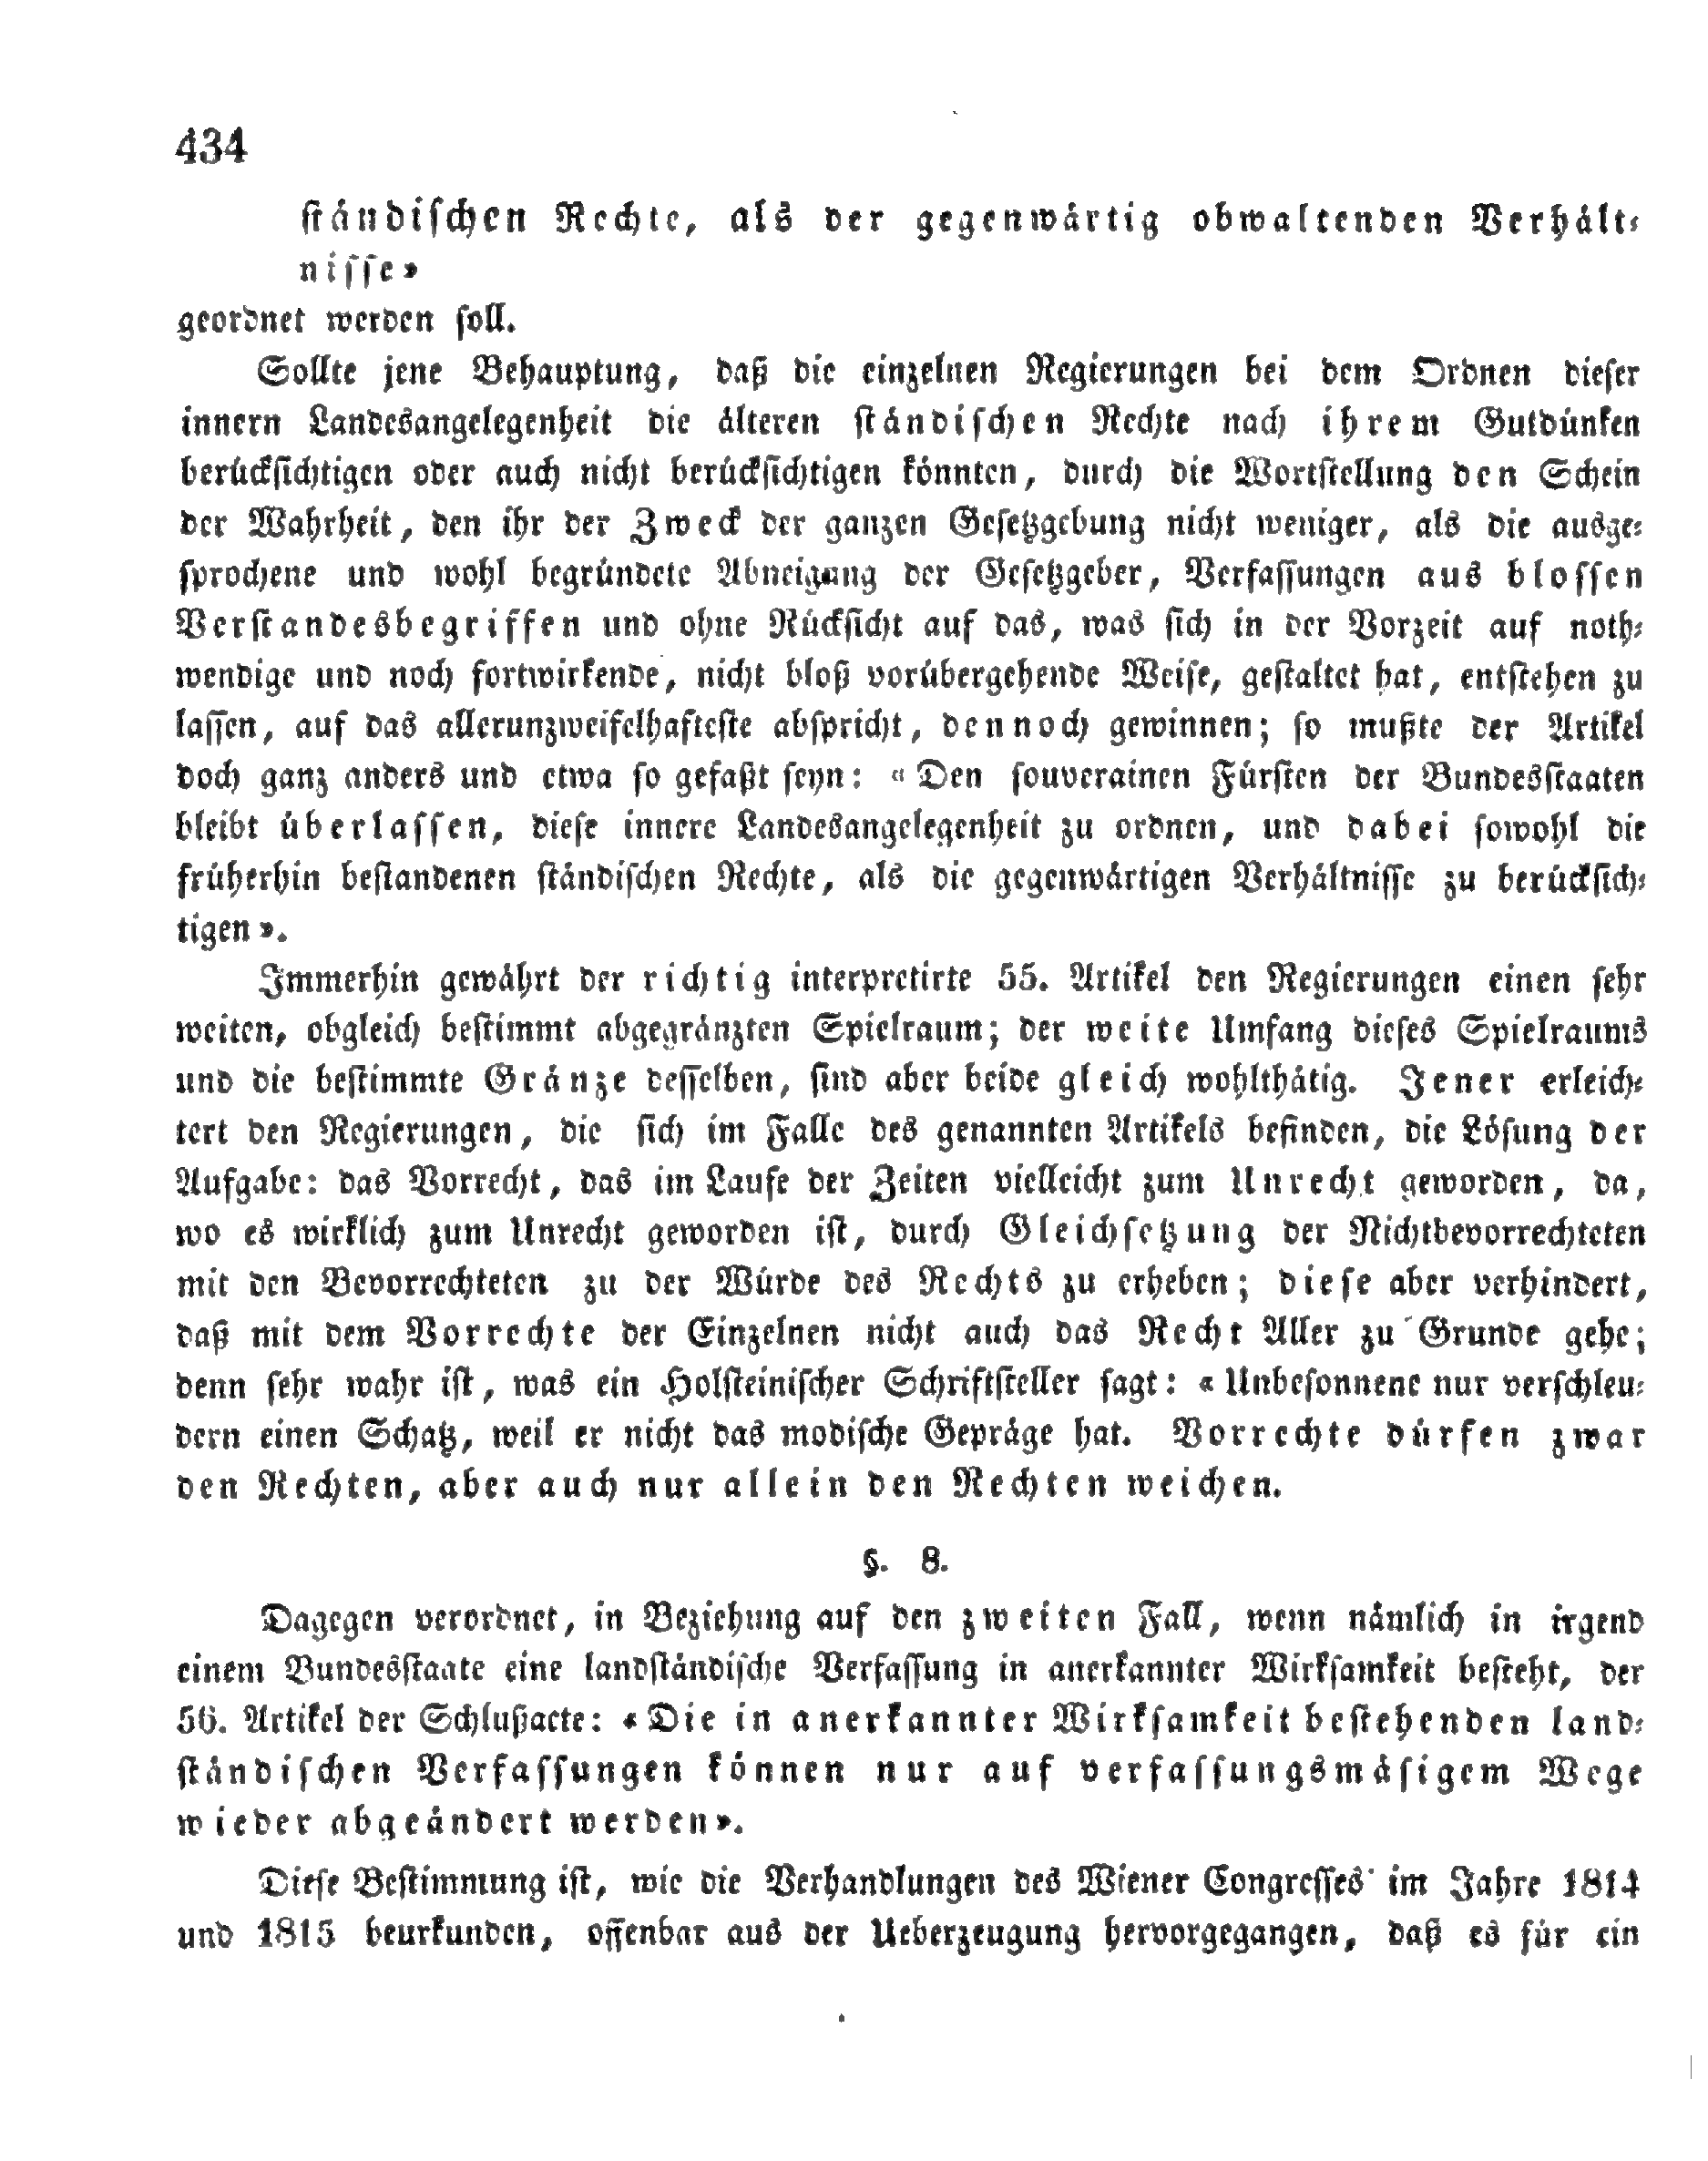 434
ständischen Rechte, als der gegenwärtig obwaltenden Verhält-
nisse»
geordnet werden soll.
Sollte jene Behauptung, daß die einzelnen Regierungen bei dem Ordnen dieser
innern Landesangelegenheit die älteren ständischen Rechte nach ihrem Gutdünken
berücksichtigen oder auch nicht berücksichtigen könnten, durch die Wortstellung den Schein
der Wahrheit, den ihr der Zweck der ganzen Gesetzgebung nicht weniger, als die ausge-
sprochene und wohl begründete Abneigung der Gesetzgeber, Verfassungen aus blossen
Verstandesbegriffen und ohne Rücksicht auf das, was sich in der Vorzeit auf noth-
wendige und noch fortwirkende, nicht bloß vorübergehende Weise, gestaltet hat, entstehen zu
lassen, auf das allerunzweifelhafteste abspricht, dennoch gewinnen; so mußte der Artikel
doch ganz anders und etwa so gefaßt seyn: «Den souverainen Fürsten der Bundesstaaten
bleibt überlassen, diese innere Landesangelegenheit zu ordnen, und dabei sowohl die
früherhin bestandenen ständischen Rechte, als die gegenwärtigen Verhältnisse zu berücksich-
tigen».
Immerhin gewährt der richtig interpretirte 55. Artikel den Regierungen einen sehr
weiten, obgleich bestimmt abgegränzten Spielraum; der weite Umfang dieses Spielraums
und die bestimmte Gränze desselben, sind aber beide gleich wohlthätig. Jener erleich-
tert den Regierungen, die sich im Falle des genannten Artikels befinden, die Lösung der
Aufgabe: das Vorrecht, das im Laufe der Zeiten vielleicht zum Unrecht geworden, da,
wo es wirklich zum Unrecht geworden ist, durch Gleichsetzung der Nichtbevorrechteten
mit den Bevorrechteten zu der Würde des Rechts zu erheben; diese aber verhindert,
daß mit dem Vorrechte der Einzelnen nicht auch das Recht Aller zu Grunde gehe;
denn sehr wahr ist, was ein Holsteinischer Schriftsteller sagt: «Unbesonnene nur verschleu-
dern einen Schatz, weil er nicht das modische Gepräge hat. Vorrechte dürfen zwar
den Rechten, aber auch nur allein den Rechten weichen.
§. 8.
Dagegen verordnet, in Beziehung auf den zweiten Fall, wenn nämlich in irgend
einem Bundesstaate eine landständische Verfassung in anerkannter Wirksamkeit besteht, der
56. Artikel der Schlußacte: «Die in anerkannter Wirksamkeit bestehenden land-
ständischen Verfassungen können nur auf verfassungsmäsigem Wege
wieder abgeändert werden».
Diese Bestimmung ist, wie die Verhandlungen des Wiener Congresses im Jahre 1814
und 1815 beurkunden, offenbar aus der Ueberzeugung hervorgegangen, daß es für ein